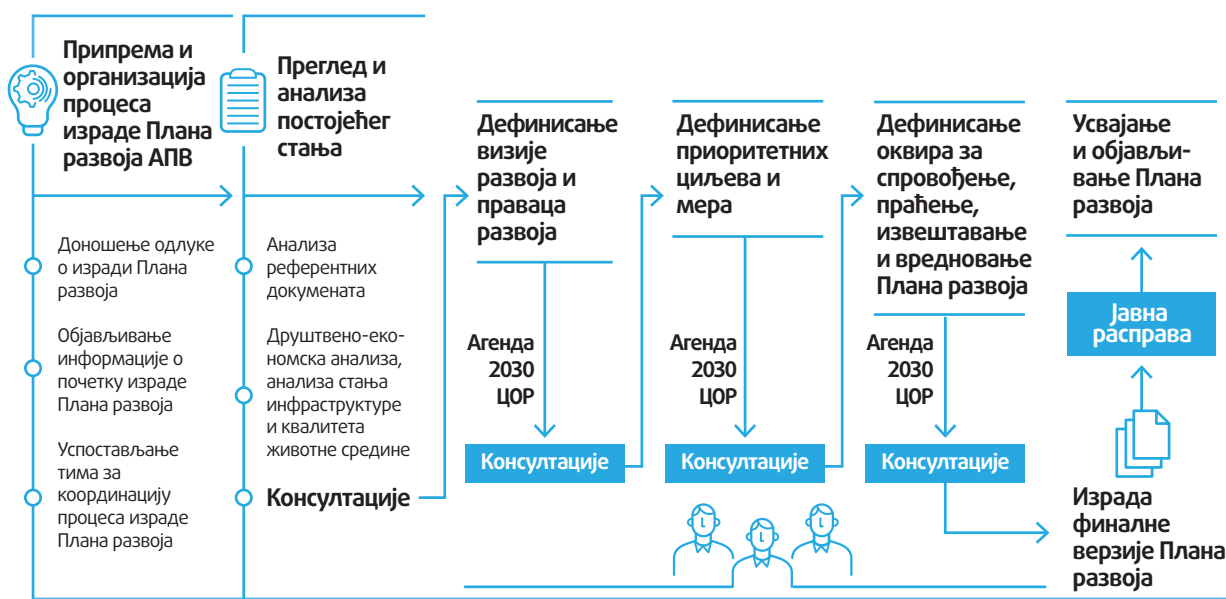 Припрема и
организација
процеса
израде Плана
развоја АПВ
Доношење одлуке
о изради Плана
развоја
Објављивање
информације о
почетку израде
Плана развоја
Успостављање
тима за
координацију
процеса израде
Плана развоја
Преглед и
анализа
постојећег
стања
Анализа
референтних
докумената
Друштвено-еко-
номска анализа,
анализа стања
инфраструктуре
и квалитета
животне средине
Консултације
Дефинисање
визије
развоја и
праваца
развоја
Агенда
2030
ЦОР
Консултације
Дефинисање
приоритетних
циљева и
мера
Агенда
2030
ЦОР
Консултације
Дефинисање
оквира за
спровођење,
праћење,
извештавање
и вредновање
Плана развоја
Агенда
2030
ЦОР
Консултације
Израда
финалне
верзије Плана
развоја
Јавна
расправа
Усвајање
и објављи-
вање Плана
развоја